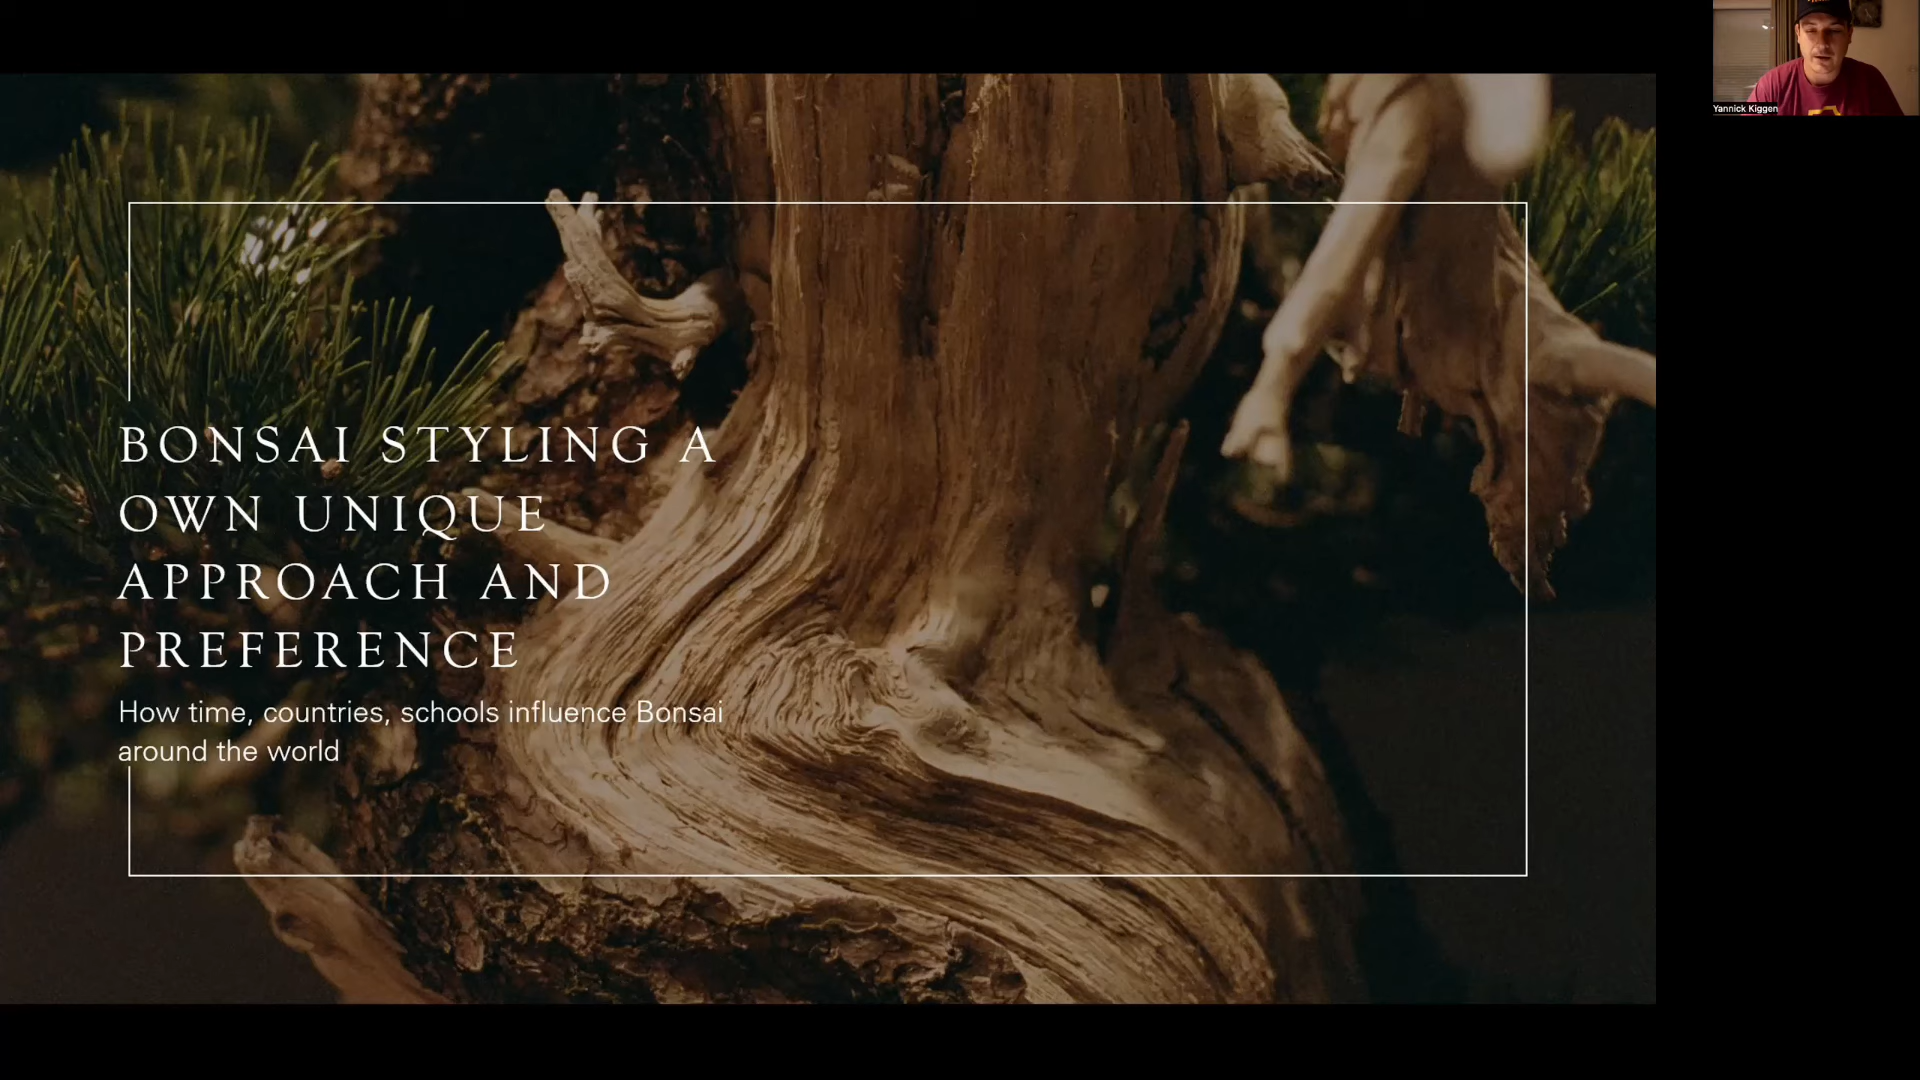 BONSAI STYLING A
OWN UNIQUE
APPROACH AND
PREFERENCE
How time, countries, schools influence Bonsai
around the world
Yannick Kiggen